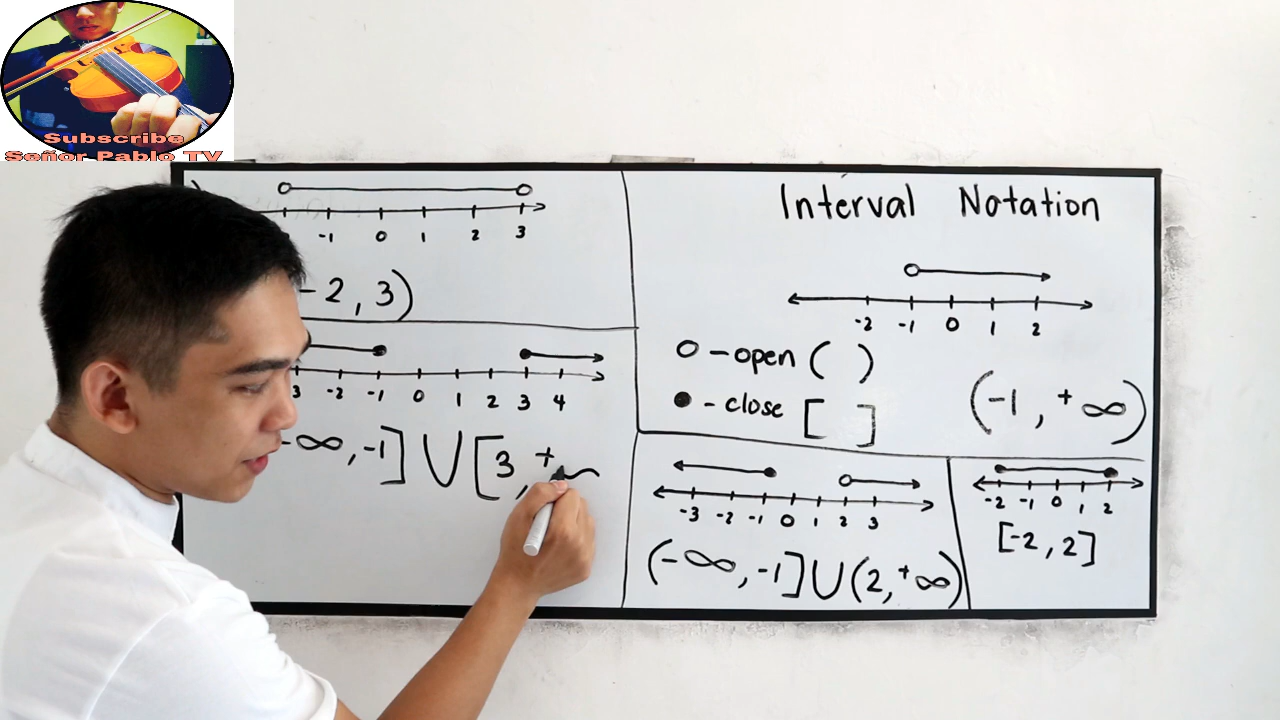 Subscribe
Señor Pablo TV
-1 0 1 2 3
-2, 3)
-2 -1 0 1 2 3 4
-∞, -1] ∪ [3, +
Interval Notation
-2 -1 0 1 2
○ - open ( )
● - close [ ]
(-1, +∞)
-3 -2 -1 0 1 2 3
(-∞, -1] ∪ (2, +∞)
-2 -1 0 1 2
[-2, 2]